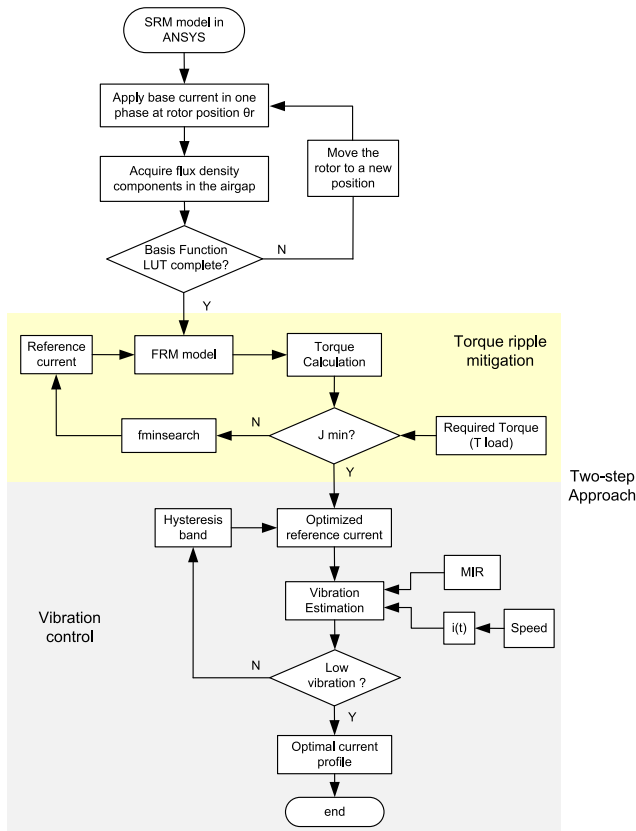 SRM model in
ANSYS
Apply base current in one
phase at rotor position θr
Move the
rotor to a new
position
Acquire flux density
components in the airgap
Basis Function
LUT complete?
N
Y
Reference
current
FRM model
Torque
Calculation
Torque ripple
mitigation
fminsearch
N
J min?
Required Torque
(T load)
Y
Two-step
Approach
Hysteresis
band
Optimized
reference current
MIR
Vibration
Estimation
i(t)
Speed
Vibration
control
N
Low
vibration ?
Y
Optimal current
profile
end